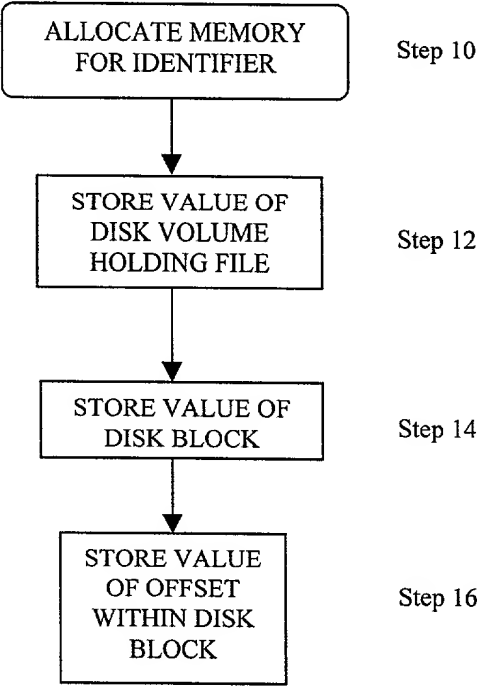 ALLOCATE MEMORY
FOR IDENTIFIER
Step 10
STORE VALUE OF
DISK VOLUME
HOLDING FILE
Step 12
STORE VALUE OF
DISK BLOCK
Step 14
STORE VALUE
OF OFFSET
WITHIN DISK
BLOCK
Step 16